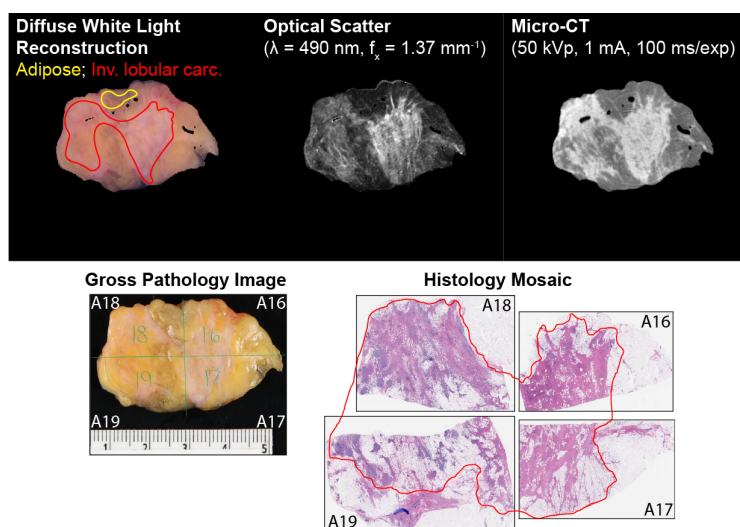 Diffuse White Light
Reconstruction
Adipose; Inv. lobular carc.
Optical Scatter
(λ = 490 nm, fx = 1.37 mm⁻¹)
Micro-CT
(50 kVp, 1 mA, 100 ms/exp)
Gross Pathology Image
A18
A16
18
16
19
17
A19
A17
1
2
3
4
5
Histology Mosaic
A18
A16
A19
A17